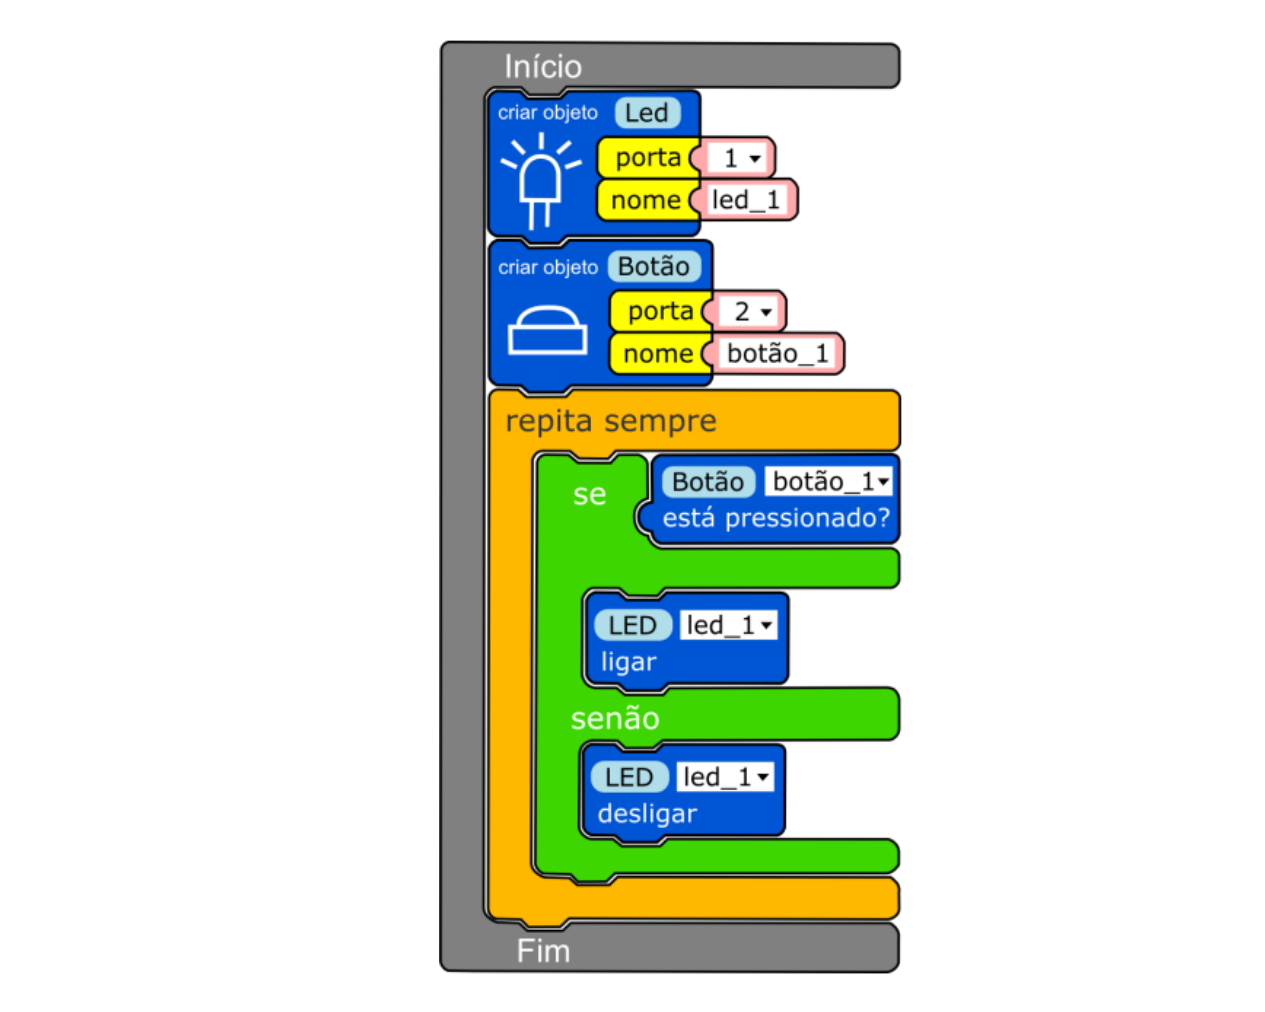 Início
criar objeto Led
porta 1
nome led_1
criar objeto Botão
porta 2
nome botão_1
repita sempre
se Botão botão_1
está pressionado?
LED led_1
ligar
senão
LED led_1
desligar
Fim